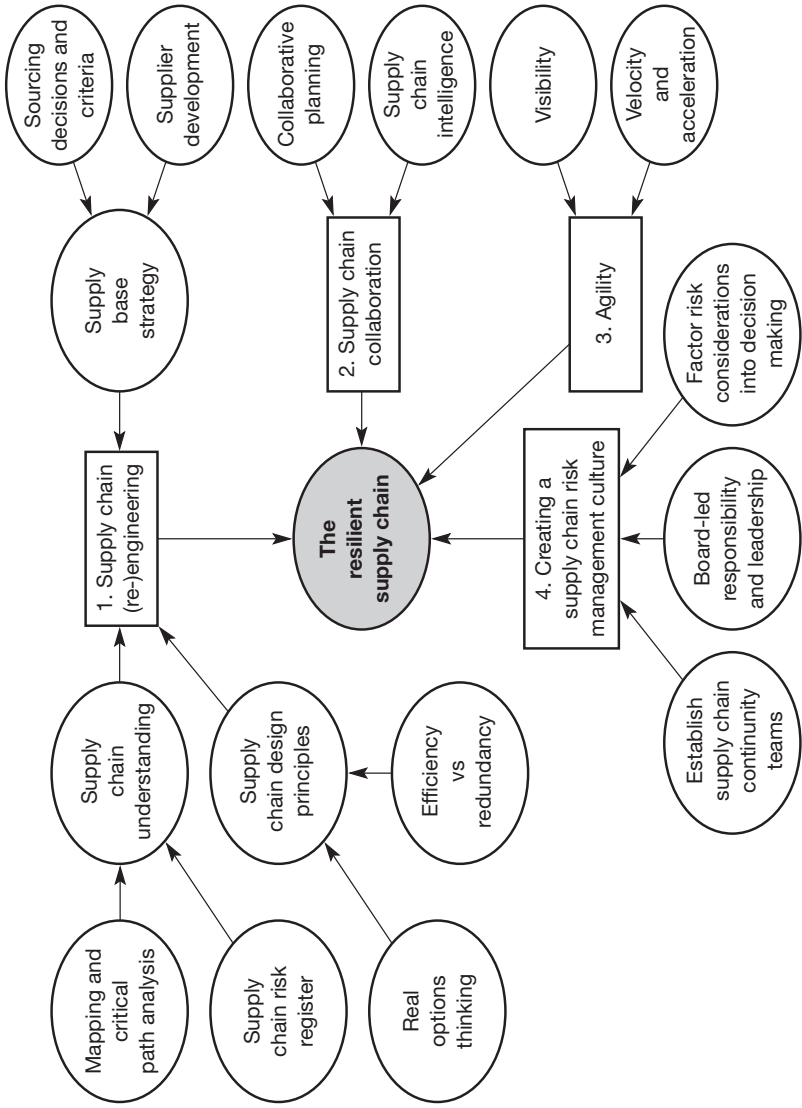 Mapping and
critical
path analysis
Supply
chain
understanding
1. Supply chain
(re-)engineering
Supply
base
strategy
Sourcing
decisions and
criteria
Supplier
development
Supply
chain risk
register
Supply
chain design
principles
Real
options
thinking
Efficiency
vs
redundancy
The
resilient
supply chain
2. Supply chain
collaboration
Collaborative
planning
Supply
chain
intelligence
3. Agility
Visibility
Velocity
and
acceleration
4. Creating a
supply chain risk
management culture
Establish
supply chain
continuity
teams
Board-led
responsibility
and leadership
Factor risk
considerations
into decision
making